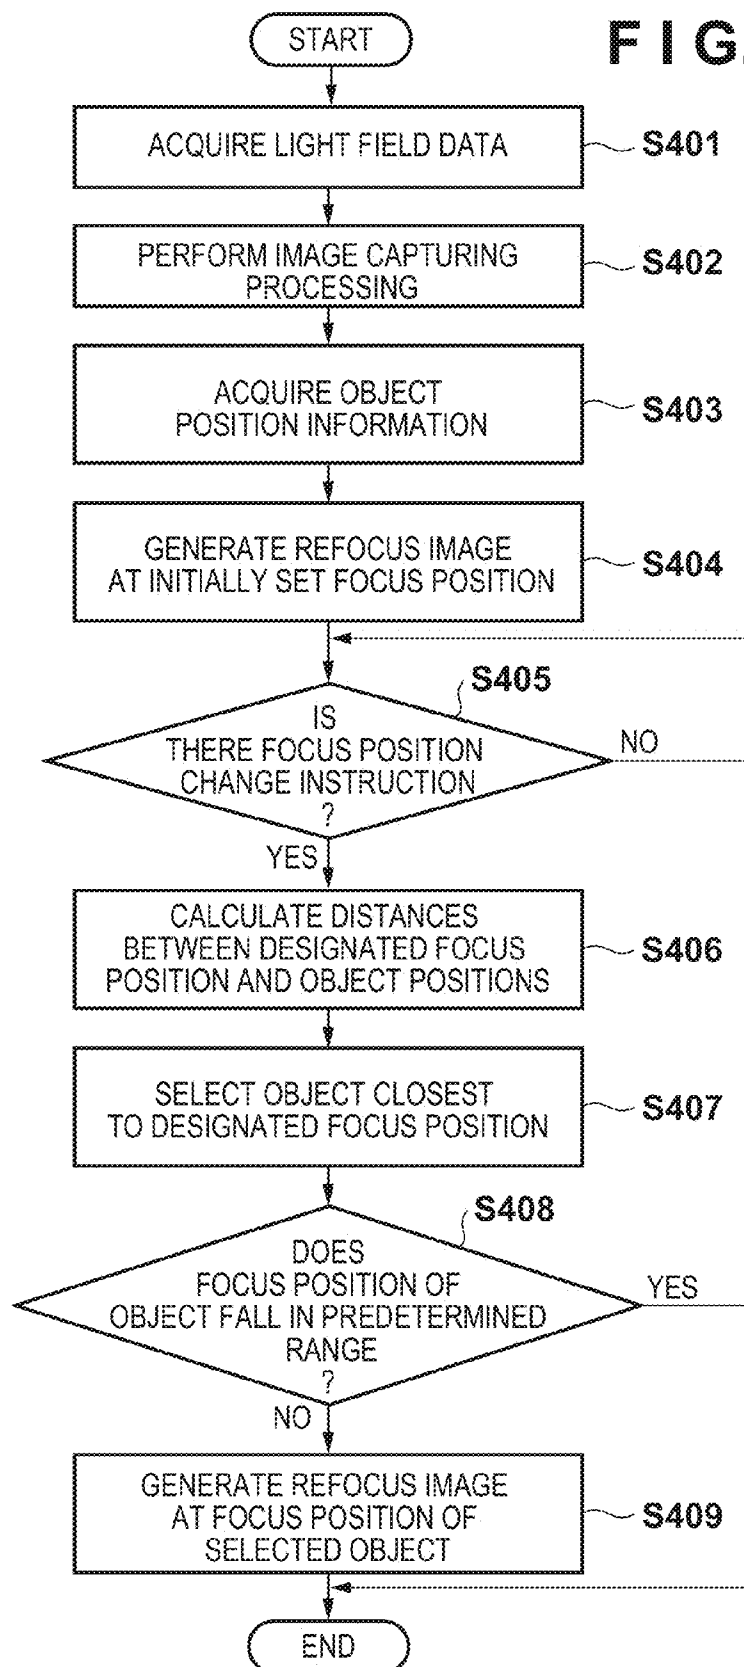 START
F I G.
ACQUIRE LIGHT FIELD DATA
S401
PERFORM IMAGE CAPTURING
PROCESSING
S402
ACQUIRE OBJECT
POSITION INFORMATION
S403
GENERATE REFOCUS IMAGE
AT INITIALLY SET FOCUS POSITION
S404
S405
IS
THERE FOCUS POSITION
CHANGE INSTRUCTION
?
NO
YES
CALCULATE DISTANCES
BETWEEN DESIGNATED FOCUS
POSITION AND OBJECT POSITIONS
S406
SELECT OBJECT CLOSEST
TO DESIGNATED FOCUS POSITION
S407
S408
DOES
FOCUS POSITION OF
OBJECT FALL IN PREDETERMINED
RANGE
?
YES
NO
GENERATE REFOCUS IMAGE
AT FOCUS POSITION OF
SELECTED OBJECT
S409
END